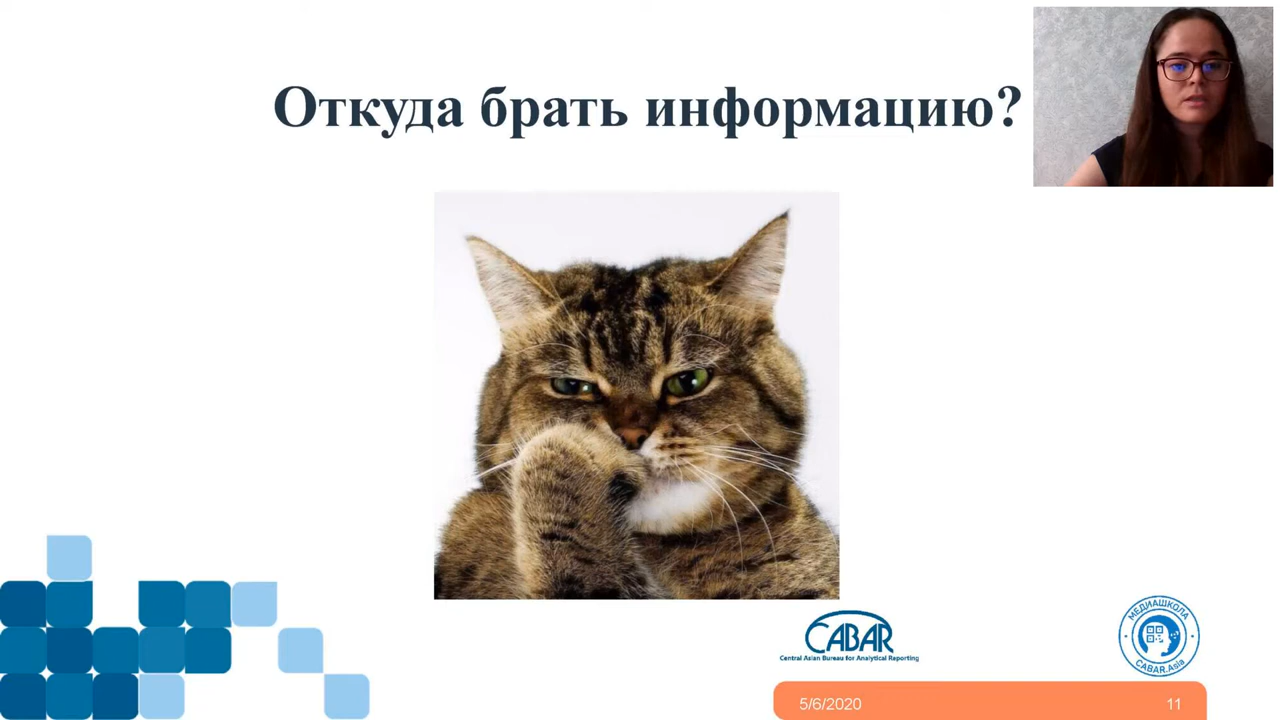 Откуда брать информацию?
CABAR
Central Asian Bureau for Analytical Reporting
МЕДИАШКОЛА
CABAR.Asia
5/6/2020
11